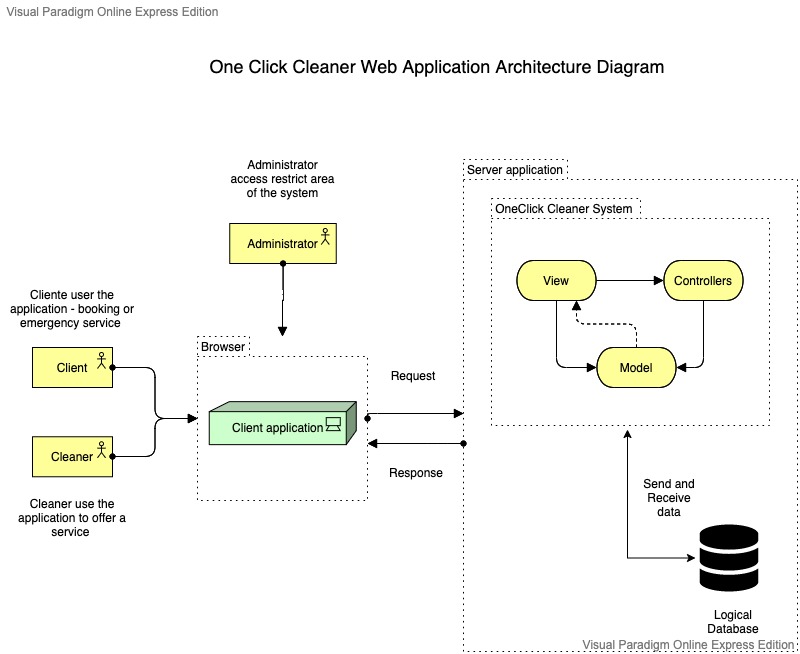 Visual Paradigm Online Express Edition
One Click Cleaner Web Application Architecture Diagram
Administrator
access restrict area
of the system
Administrator
Cliente user the
application - booking or
emergency service
Client
Cleaner
Cleaner use the
application to offer a
service
Browser
Client application
Request
Response
Server application
OneClick Cleaner System
View
Controllers
Model
Send and
Receive
data
Logical
Database
Visual Paradigm Online Express Edition